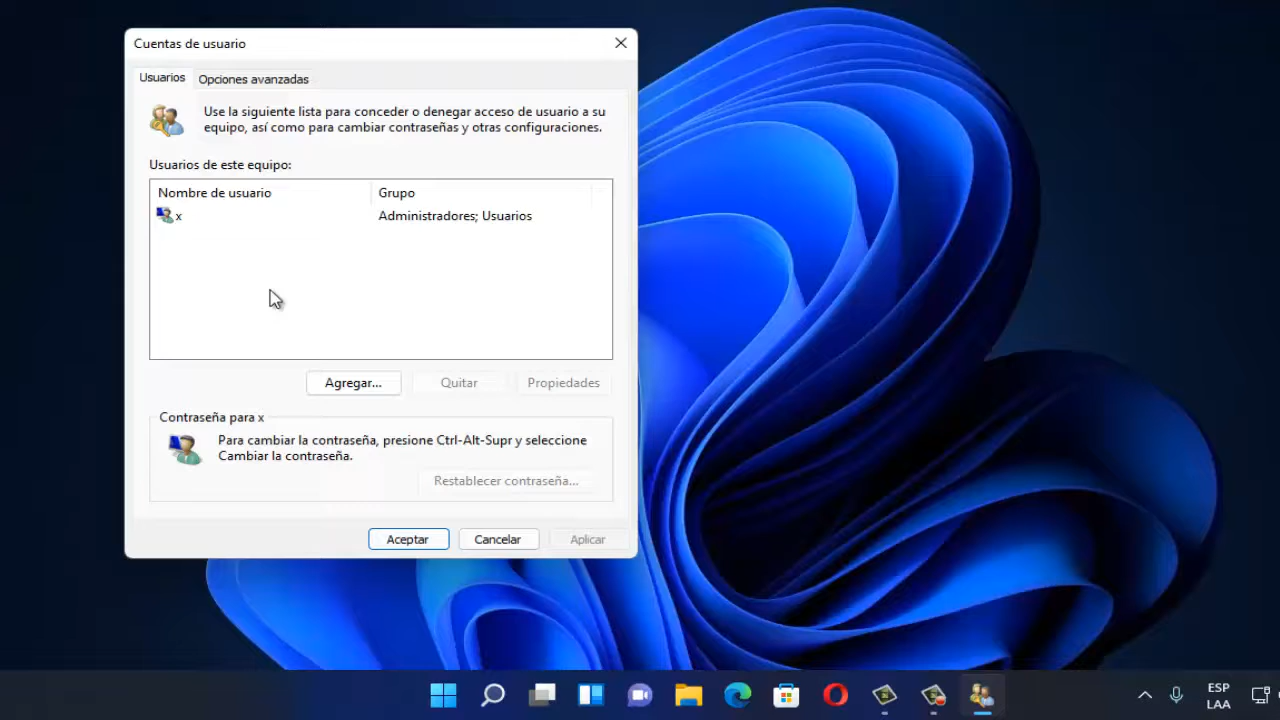 Cuentas de usuario
Usuarios
Opciones avanzadas
Use la siguiente lista para conceder o denegar acceso de usuario a su
equipo, así como para cambiar contraseñas y otras configuraciones.
Usuarios de este equipo:
Nombre de usuario
Grupo
x
Administradores; Usuarios
Agregar...
Quitar
Propiedades
Contraseña para x
Para cambiar la contraseña, presione Ctrl-Alt-Supr y seleccione
Cambiar la contraseña.
Restablecer contraseña...
Aceptar
Cancelar
Aplicar
ESP
LAA